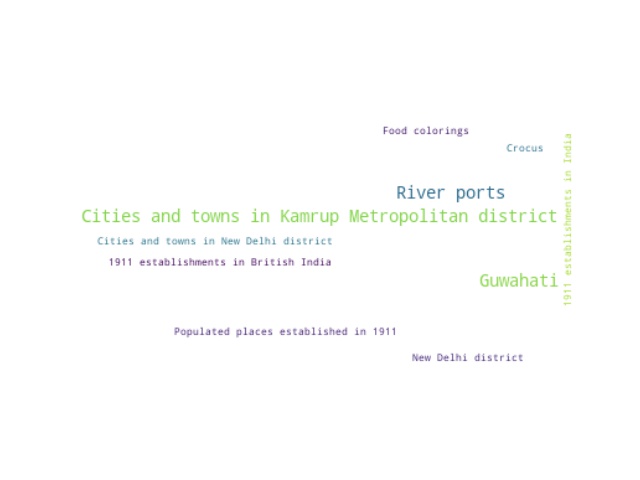 Food colorings
Crocus
1911 establishments in India
River ports
Cities and towns in Kamrup Metropolitan district
Cities and towns in New Delhi district
1911 establishments in British India
Guwahati
Populated places established in 1911
New Delhi district